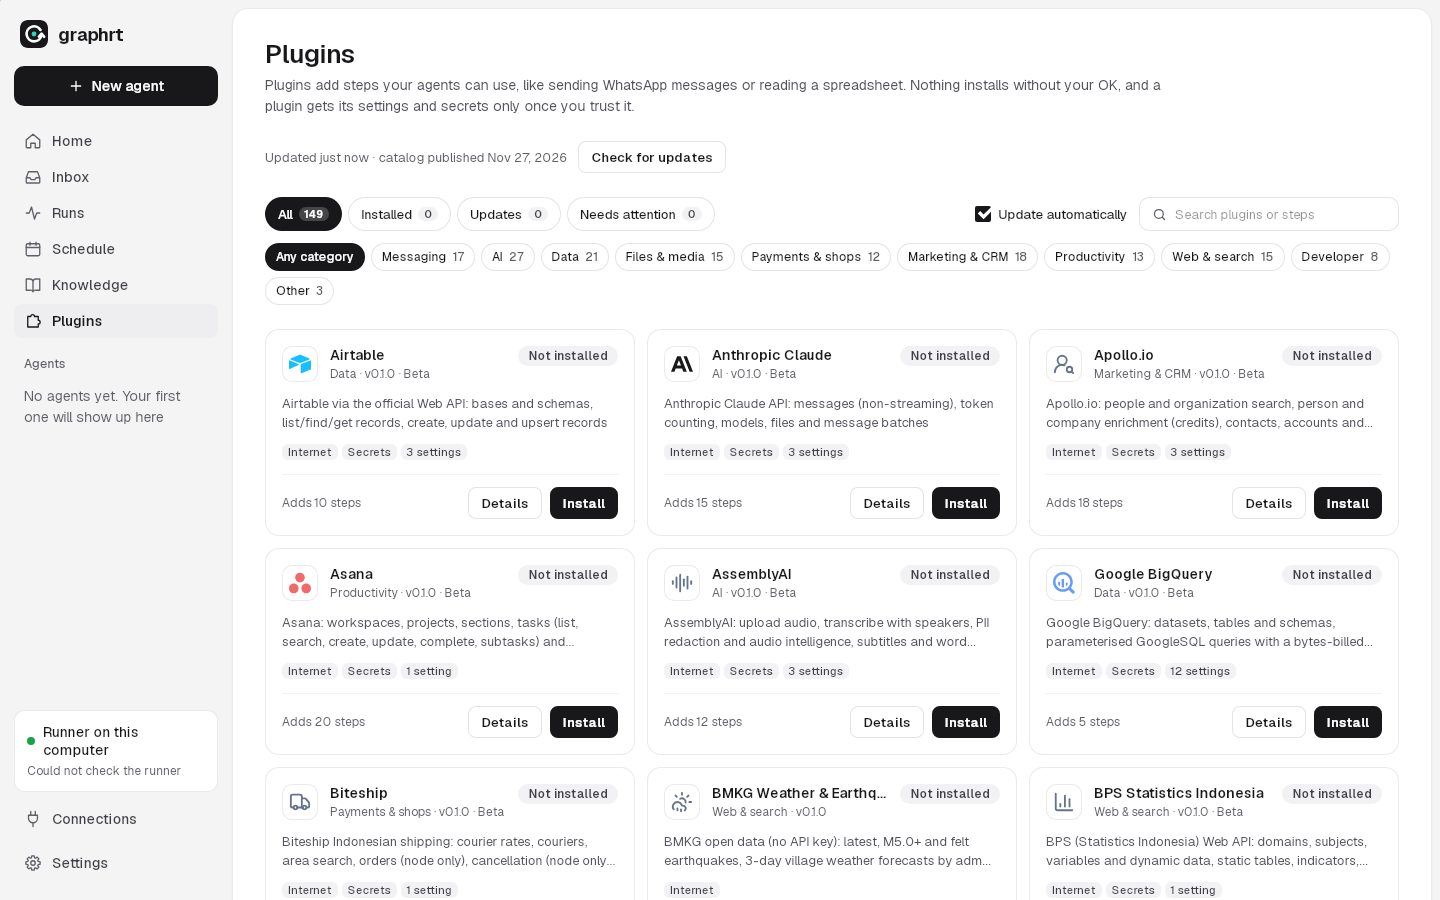 graphrt
New agent
Home
Inbox
Runs
Schedule
Knowledge
Plugins
Agents
No agents yet. Your first
one will show up here
Runner on this
computer
Could not check the runner
Connections
Settings
Plugins
Plugins add steps your agents can use, like sending WhatsApp messages or reading a spreadsheet. Nothing installs without your OK, and a
plugin gets its settings and secrets only once you trust it.
Updated just now · catalog published Nov 27, 2026 Check for updates
All 149 Installed 0 Updates 0 Needs attention 0 Update automatically Search plugins or steps
Any category Messaging 17 AI 27 Data 21 Files & media 15 Payments & shops 12 Marketing & CRM 18 Productivity 13 Web & search 15 Developer 8
Other 3
Airtable Not installed
Data · v0.1.0 · Beta
Airtable via the official Web API: bases and schemas,
list/find/get records, create, update and upsert records
Internet Secrets 3 settings
Adds 10 steps Details Install
Anthropic Claude Not installed
AI · v0.1.0 · Beta
Anthropic Claude API: messages (non-streaming), token
counting, models, files and message batches
Internet Secrets 3 settings
Adds 15 steps Details Install
Apollo.io Not installed
Marketing & CRM · v0.1.0 · Beta
Apollo.io: people and organization search, person and
company enrichment (credits), contacts, accounts and...
Internet Secrets 3 settings
Adds 18 steps Details Install
Asana Not installed
Productivity · v0.1.0 · Beta
Asana: workspaces, projects, sections, tasks (list,
search, create, update, complete, subtasks) and...
Internet Secrets 1 setting
Adds 20 steps Details Install
AssemblyAI Not installed
AI · v0.1.0 · Beta
AssemblyAI: upload audio, transcribe with speakers, PII
redaction and audio intelligence, subtitles and word...
Internet Secrets 3 settings
Adds 12 steps Details Install
Google BigQuery Not installed
Data · v0.1.0 · Beta
Google BigQuery: datasets, tables and schemas,
parameterised GoogleSQL queries with a bytes-billed...
Internet Secrets 12 settings
Adds 5 steps Details Install
Biteship Not installed
Payments & shops · v0.1.0 · Beta
Biteship Indonesian shipping: courier rates, couriers,
area search, orders (node only), cancellation (node only...
Internet Secrets 1 setting
BMKG Weather & Earthq... Not installed
Web & search · v0.1.0
BMKG open data (no API key): latest, M5.0+ and felt
earthquakes, 3-day village weather forecasts by adm...
Internet
BPS Statistics Indonesia Not installed
Web & search · v0.1.0 · Beta
BPS (Statistics Indonesia) Web API: domains, subjects,
variables and dynamic data, static tables, indicators,...
Internet Secrets 1 setting